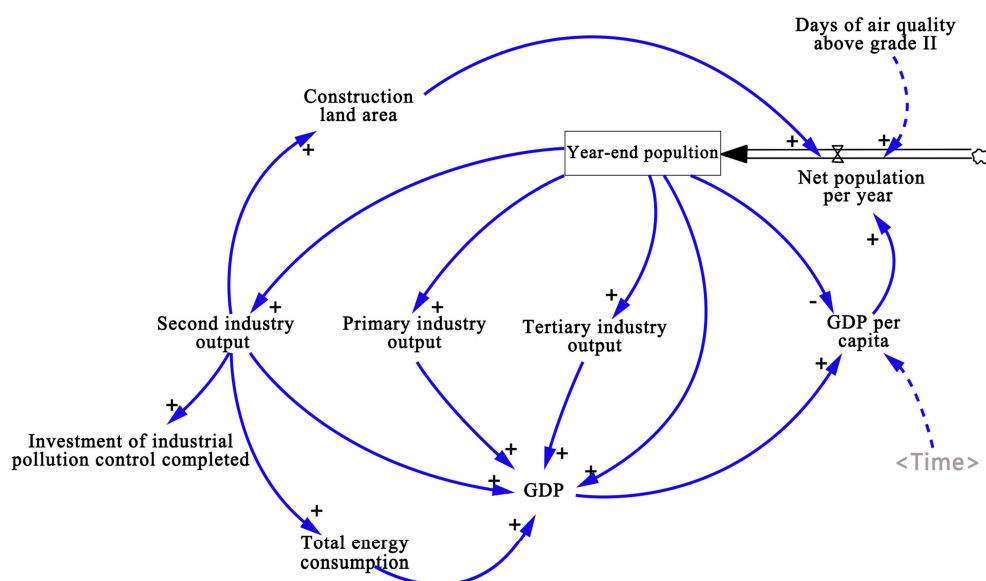 Days of air quality
above grade II
Construction
land area
+
+
+
Year-end popultion
Net population
per year
+
+
+
+
-
Second industry
output
Primary industry
output
Tertiary industry
output
GDP per
capita
+
+
Investment of industrial
pollution control completed
+
+
+
<Time>
+
GDP
+
+
Total energy
consumption